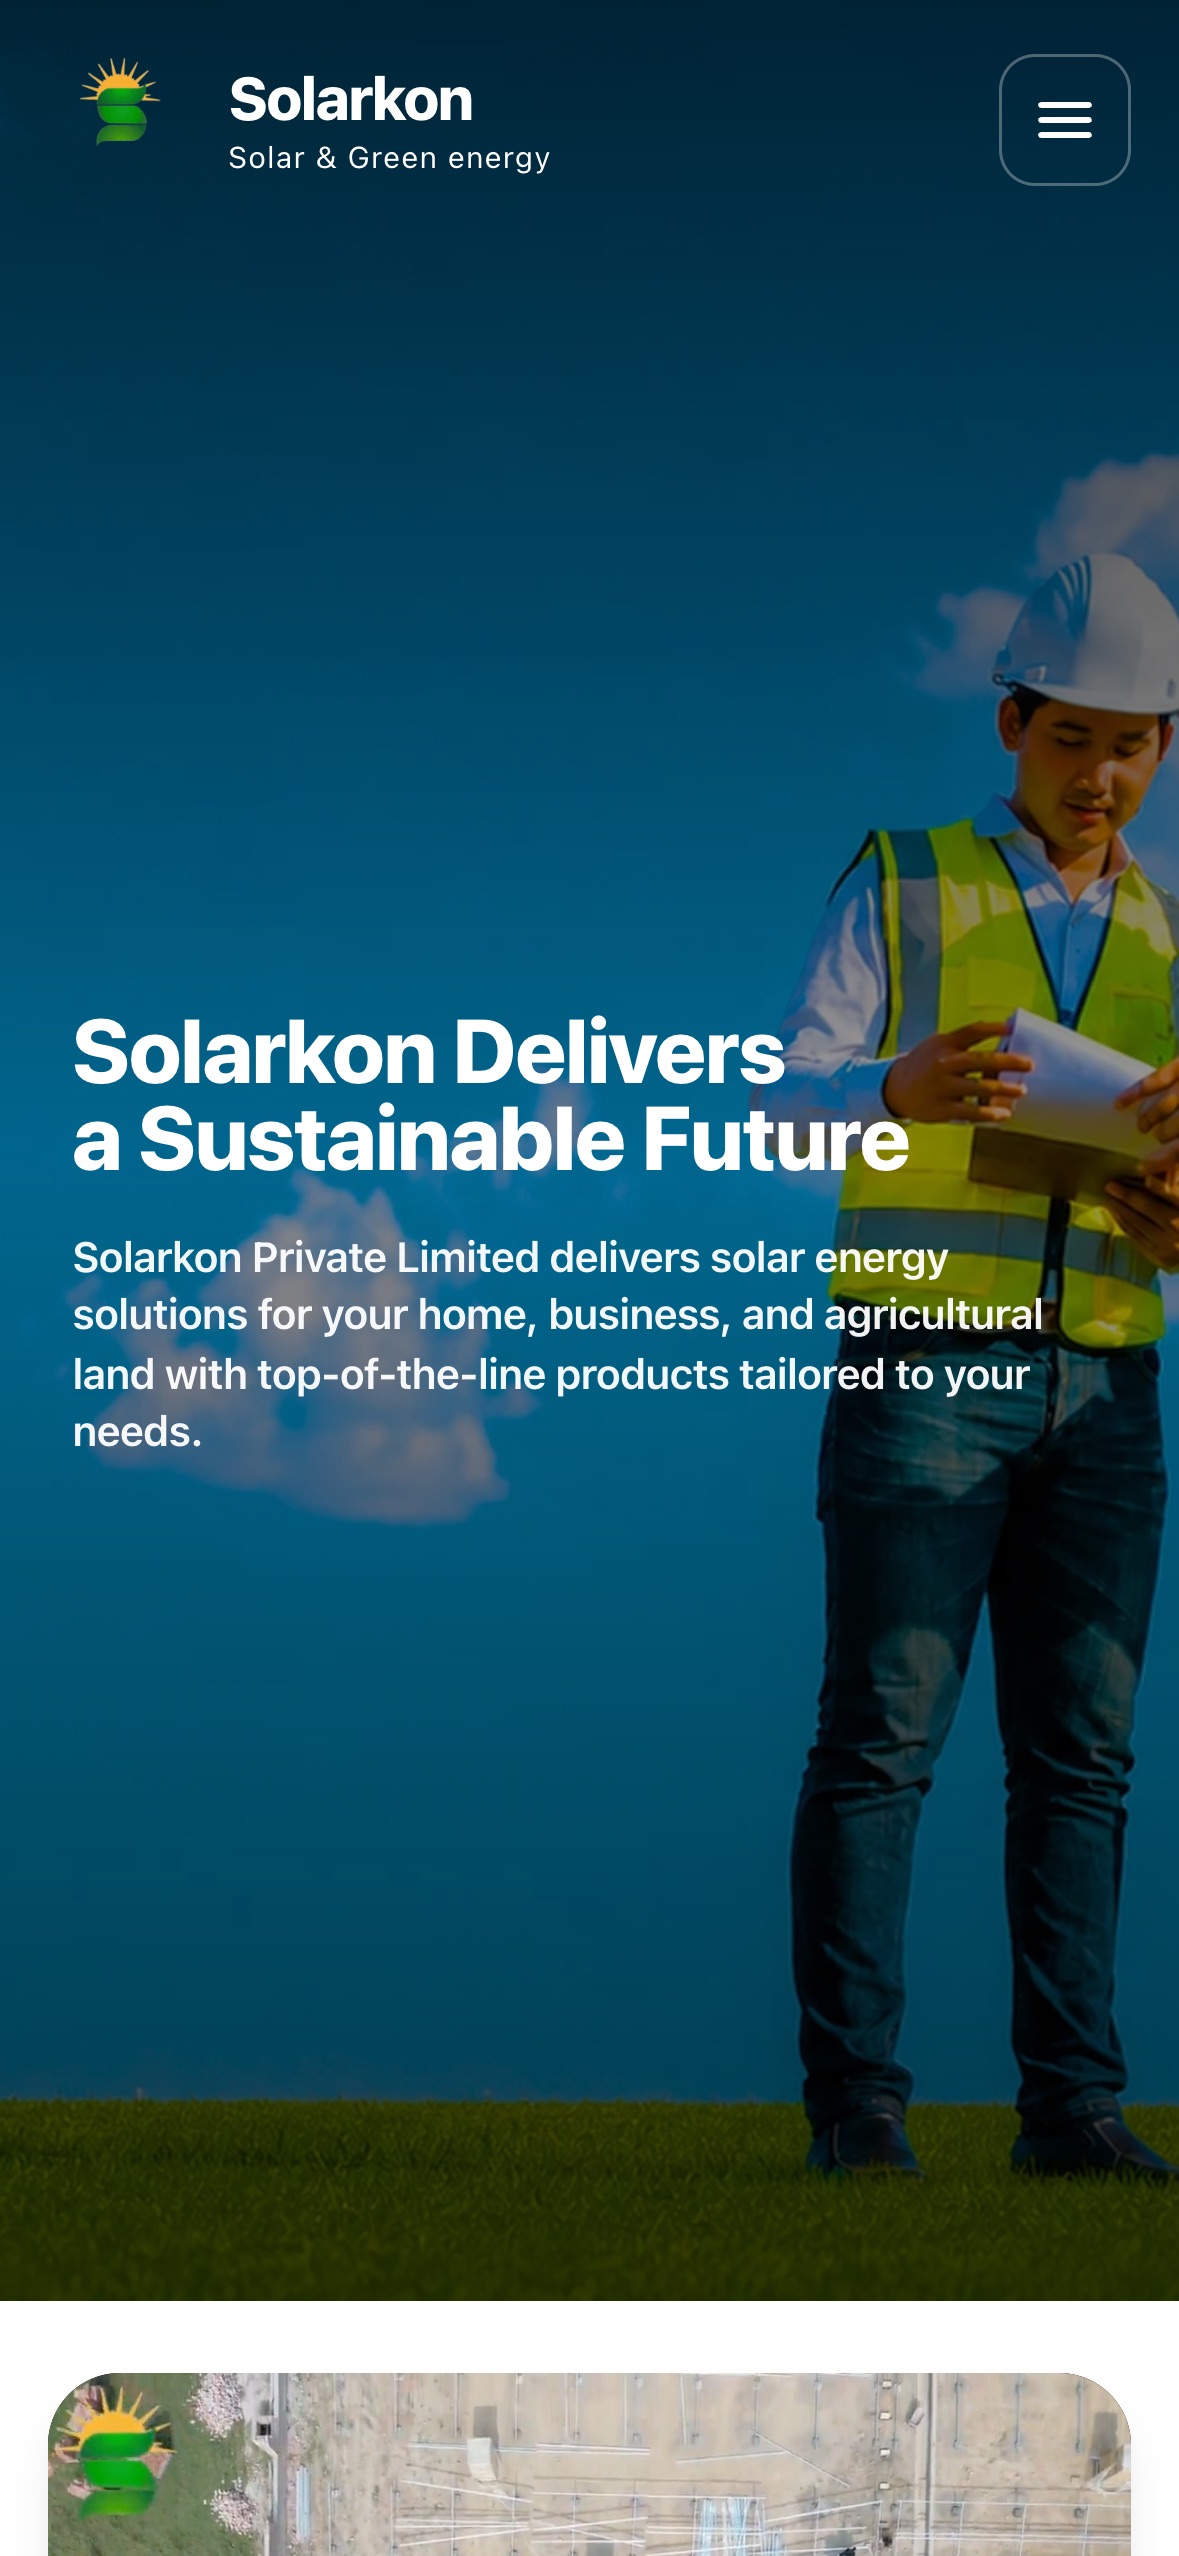 Solarkon
Solar & Green energy
Solarkon Delivers
a Sustainable Future
Solarkon Private Limited delivers solar energy
solutions for your home, business, and agricultural
land with top-of-the-line products tailored to your
needs.